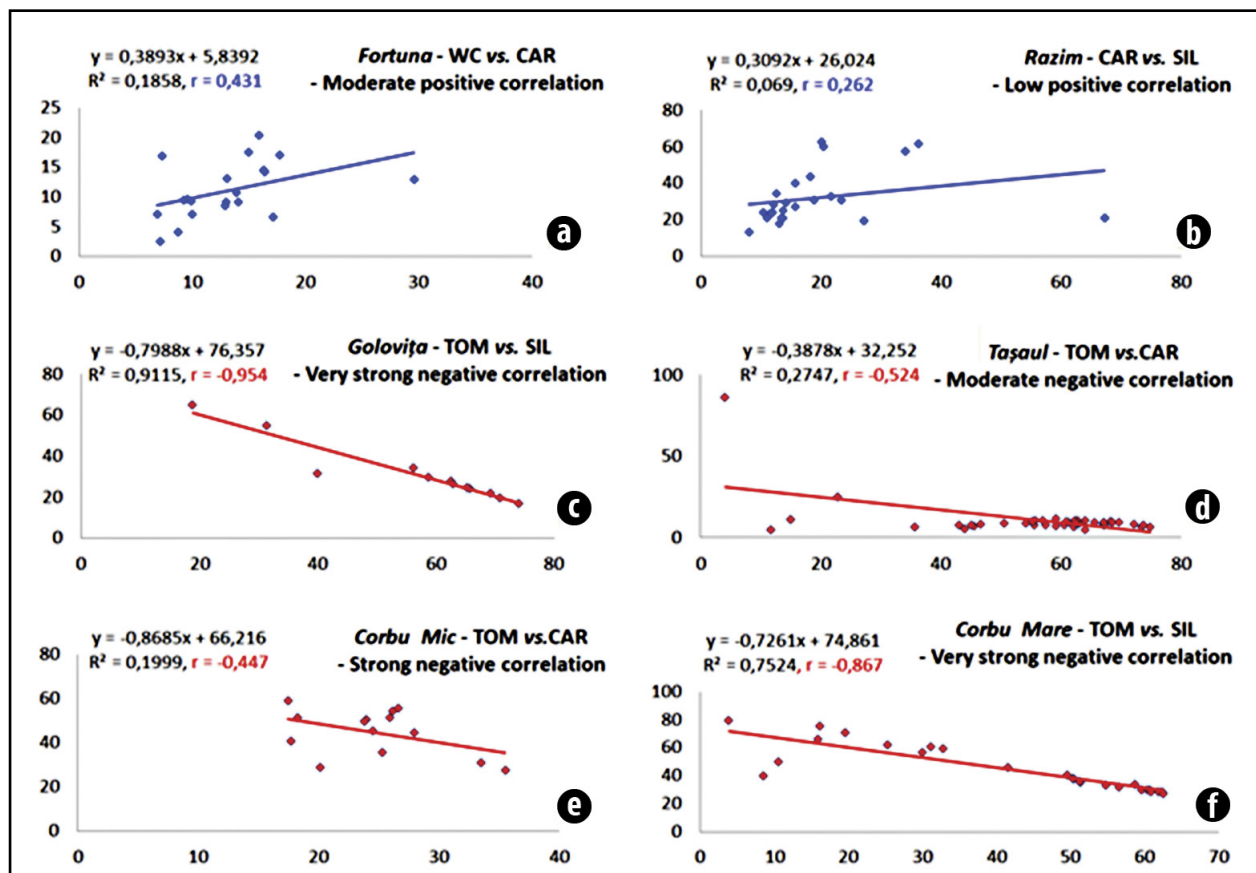 y = 0,3893x + 5,8392
R² = 0,1858, r = 0,431
Fortuna - WC vs. CAR
- Moderate positive correlation
25
20
15
10
5
0
0 10 20 30 40
a
y = 0,3092x + 26,024
R² = 0,069, r = 0,262
Razim - CAR vs. SIL
- Low positive correlation
80
60
40
20
0
0 20 40 60 80
b
y = -0,7988x + 76,357
R² = 0,9115, r = -0,954
Golovița - TOM vs. SIL
- Very strong negative correlation
80
60
40
20
0
0 20 40 60 80
c
y = -0,3878x + 32,252
R² = 0,2747, r = -0,524
Tașaul - TOM vs.CAR
- Moderate negative correlation
100
50
0
0 20 40 60 80
d
y = -0,8685x + 66,216
R² = 0,1999, r = -0,447
Corbu Mic - TOM vs.CAR
- Strong negative correlation
80
60
40
20
0
0 10 20 30 40
e
y = -0,7261x + 74,861
R² = 0,7524, r = -0,867
Corbu Mare - TOM vs. SIL
- Very strong negative correlation
100
80
60
40
20
0
0 10 20 30 40 50 60 70
f